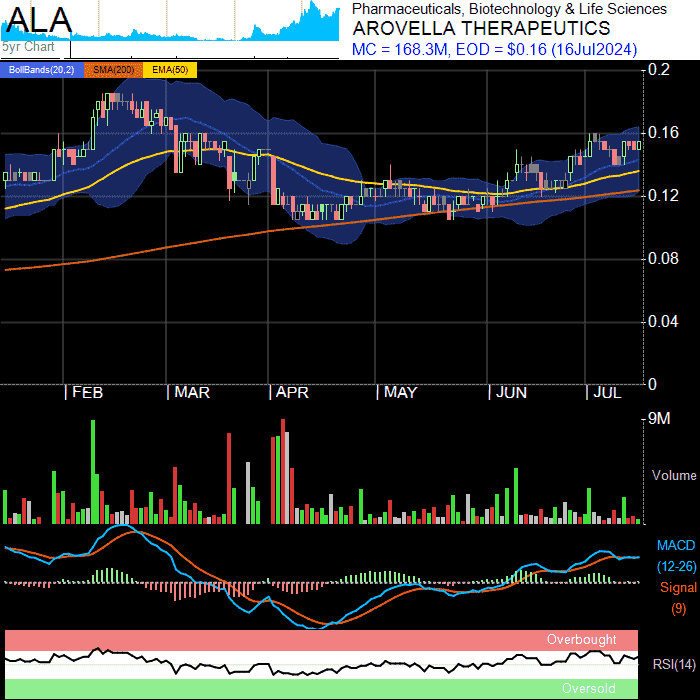 ALA
5yr Chart
Pharmaceuticals, Biotechnology & Life Sciences
AROVELLA THERAPEUTICS
MC = 168.3M, EOD = $0.16 (16Jul2024)
BollBands(20,2) SMA(200) EMA(50)
0.2
0.16
0.12
0.08
0.04
0
FEB MAR APR MAY JUN JUL
9M
Volume
MACD
(12-26)
Signal
(9)
Overbought
RSI(14)
Oversold